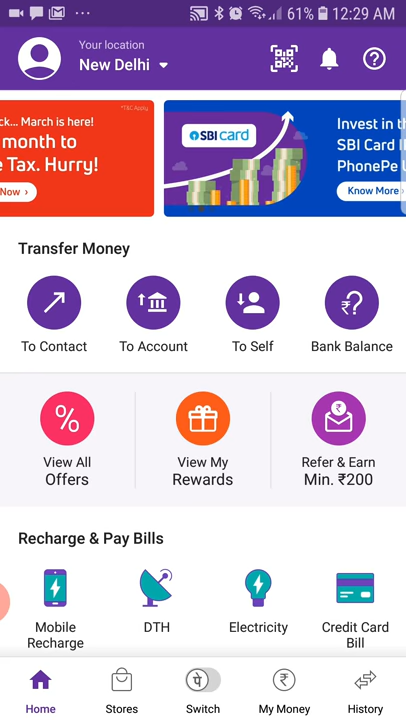 61% 12:29 AM
Your location
New Delhi
ck... March is here!
*T&C Apply
month to
e Tax. Hurry!
Now ›
SBI card
Invest in th
SBI Card I
PhonePe
Know More ›
Transfer Money
To Contact
To Account
To Self
Bank Balance
View All
Offers
View My
Rewards
Refer & Earn
Min. ₹200
Recharge & Pay Bills
Mobile
Recharge
DTH
Electricity
Credit Card
Bill
पे
Home
Stores
Switch
My Money
History